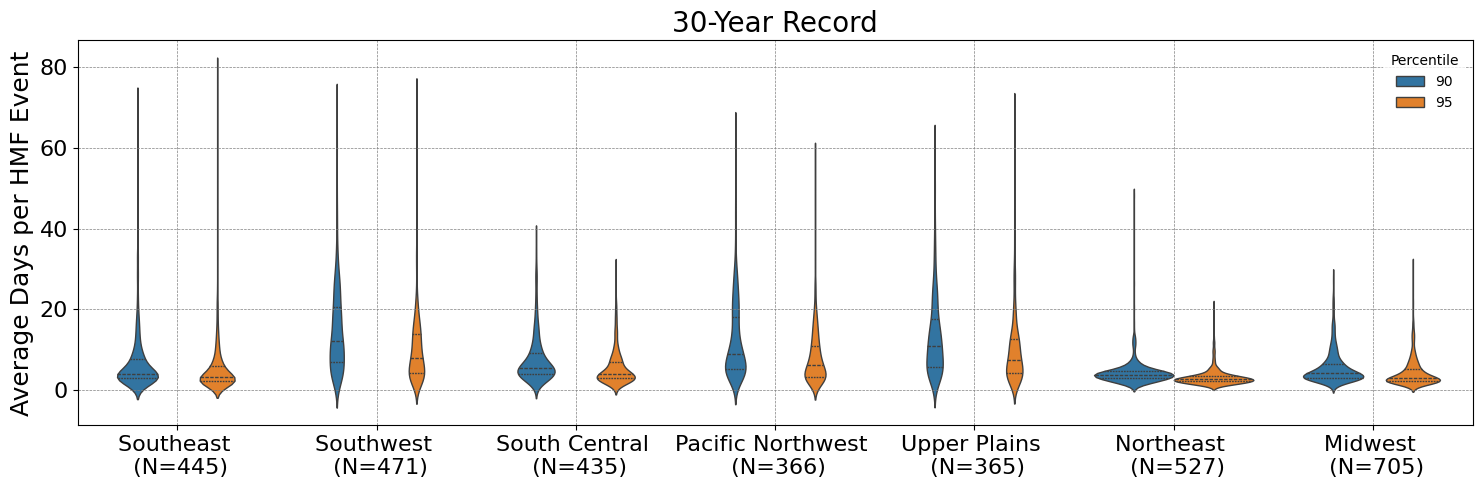 30-Year Record
Average Days per HMF Event
80
60
40
20
0
Percentile
90
95
Southeast
(N=445)
Southwest
(N=471)
South Central
(N=435)
Pacific Northwest
(N=366)
Upper Plains
(N=365)
Northeast
(N=527)
Midwest
(N=705)